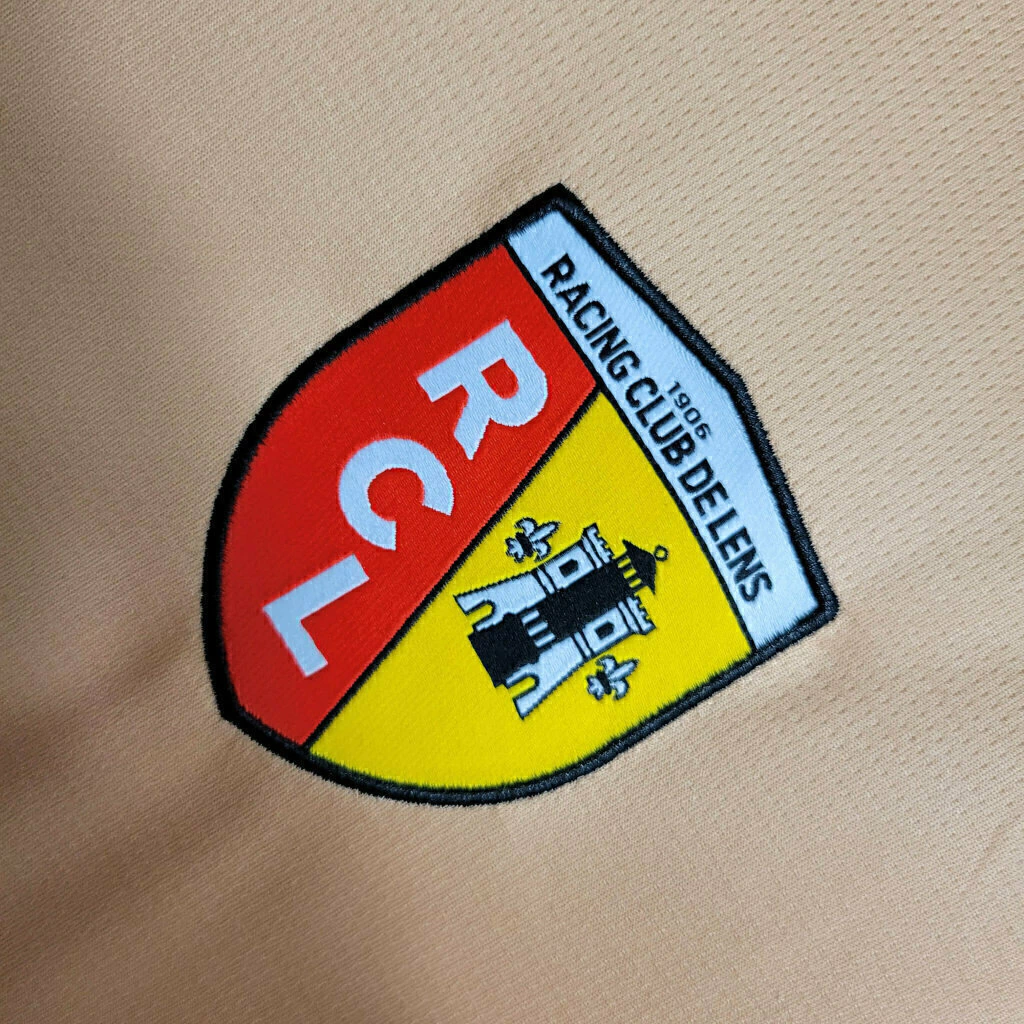 1906
RACING CLUB DE LENS
RCL